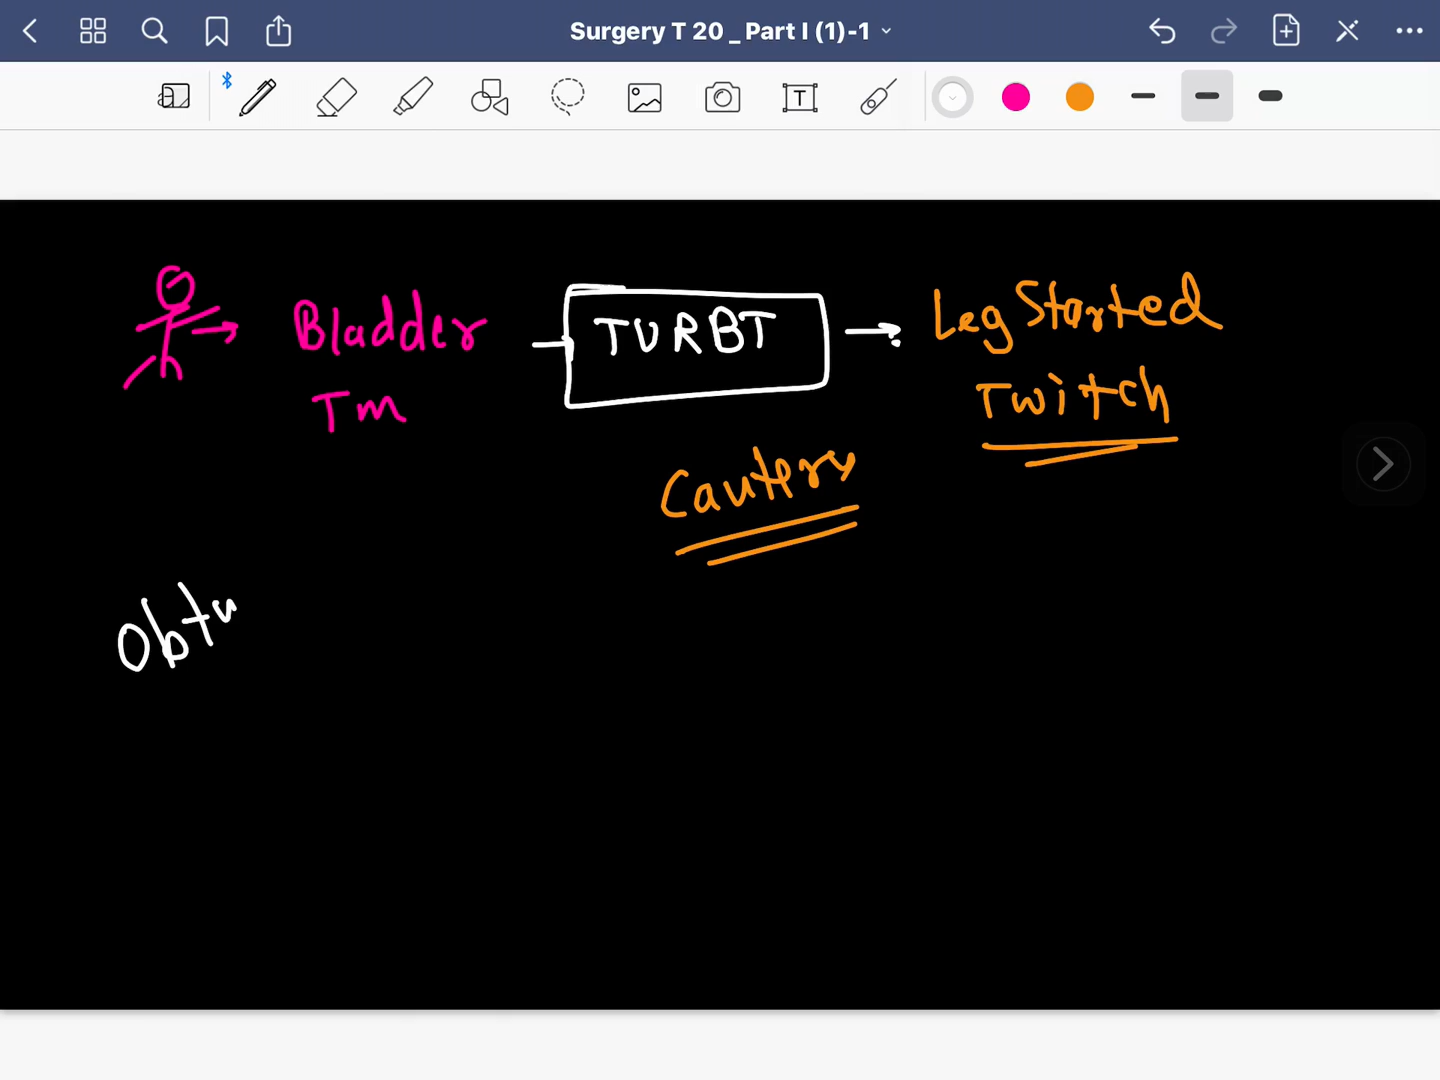 Surgery T 20 _ Part I (1)-1
T
Bladder
Tm
TURBT
Leg Started
Twitch
Cautery
Obtu